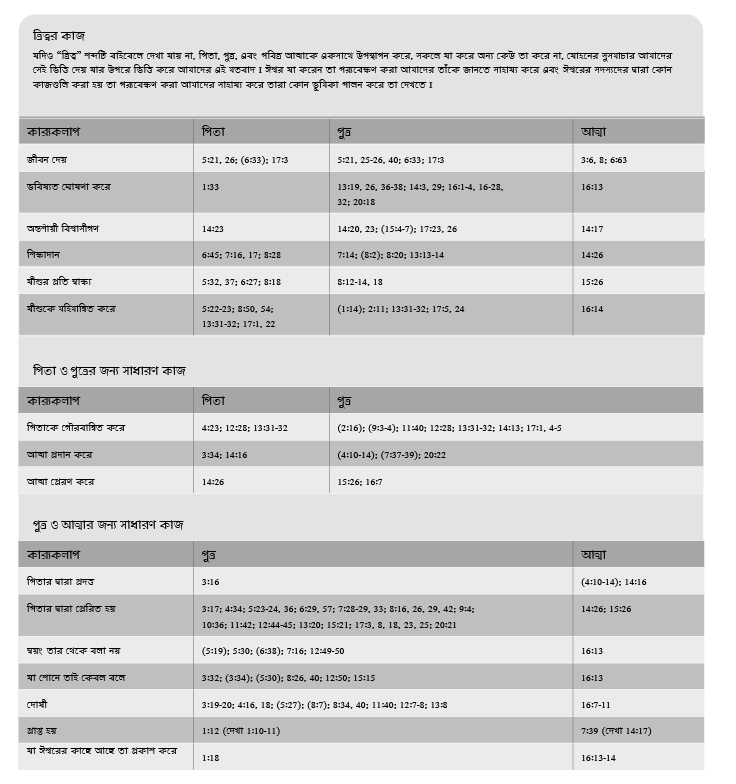 ত্রিত্বর কাজ
যদিও “ত্রিত্ব” শব্দটি বাইবেলে দেখা যায় না, পিতা, পুত্র, এবং পবিত্র আত্মাকে একসাথে উপস্থাপন করে, সকলে যা করে অন্য কেউ তা করে না, যোহনের সুসমাচার আমাদের
সেই ভিত্তি দেয় যার উপরে ভিত্তি করে আমাদের এই মতবাদ I ঈশ্বর যা করেন তা পর্যবেক্ষণ করা আমাদের তাঁকে জানতে সাহায্য করে এবং ঈশ্বরের সদস্যদের দ্বারা কোন
কাজগুলি করা হয় তা পর্যবেক্ষণ করা আমাদের সাহায্য করে তারা কোন ভূমিকা পালন করে তা দেখতে I
কার্যকলাপ পিতা পুত্র আত্মা
জীবন দেয় 5:21, 26; (6:33); 17:3 5:21, 25-26, 40; 6:33; 17:3 3:6, 8; 6:63
ভবিষ্যত ঘোষণা করে 1:33 13:19, 26, 36-38; 14:3, 29; 16:1-4, 16-28, 16:13
32; 20:18
অন্তর্শায়ী বিশ্বাসীগণ 14:23 14:20, 23; (15:4-7); 17:23, 26 14:17
শিক্ষাদান 6:45; 7:16, 17; 8:28 7:14; (8:2); 8:20; 13:13-14 14:26
যীশুর প্রতি স্বাক্ষ্য 5:32, 37; 6:27; 8:18 8:12-14, 18 15:26
যীশুকে মহিমান্বিত করে 5:22-23; 8:50, 54; (1:14); 2:11; 13:31-32; 17:5, 24 16:14
13:31-32; 17:1, 22
পিতা ও পুত্রের জন্য সাধারণ কাজ
কার্যকলাপ পিতা পুত্র
পিতাকে গৌরবান্বিত করে 4:23; 12:28; 13:31-32 (2:16); (9:3-4); 11:40; 12:28; 13:31-32; 14:13; 17:1, 4-5
আত্মা প্রদান করে 3:34; 14:16 (4:10-14); (7:37-39); 20:22
আত্মা প্রেরণ করে 14:26 15:26; 16:7
পুত্র ও আত্মার জন্য সাধারণ কাজ
কার্যকলাপ পুত্র আত্মা
পিতার দ্বারা প্রদত্ত 3:16 (4:10-14); 14:16
পিতার দ্বারা প্রেরিত হয় 3:17; 4:34; 5:23-24, 36; 6:29, 57; 7:28-29, 33; 8:16, 26, 29, 42; 9:4; 14:26; 15:26
10:36; 11:42; 12:44-45; 13:20; 15:21; 17:3, 8, 18, 23, 25; 20:21
স্বয়ং তার থেকে বলা নয় (5:19); 5:30; (6:38); 7:16; 12:49-50 16:13
যা শোনে তাই কেবল বলে 3:32; (3:34); (5:30); 8:26, 40; 12:50; 15:15 16:13
দোষী 3:19-20; 4:16, 18; (5:27); (8:7); 8:34, 40; 11:40; 12:7-8; 13:8 16:7-11
প্রাপ্ত হয় 1:12 (দেখা 1:10-11) 7:39 (দেখা 14:17)
যা ঈশ্বরের কাছে আছে তা প্রকাশ করে 1:18 16:13-14